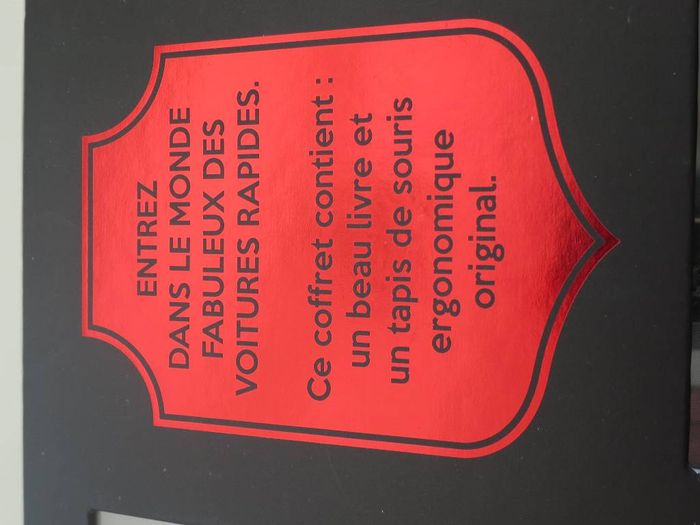 ENTREZ
DANS LE MONDE
FABULEUX DES
VOITURES RAPIDES.
Ce coffret contient :
un beau livre et
un tapis de souris
ergonomique
original.